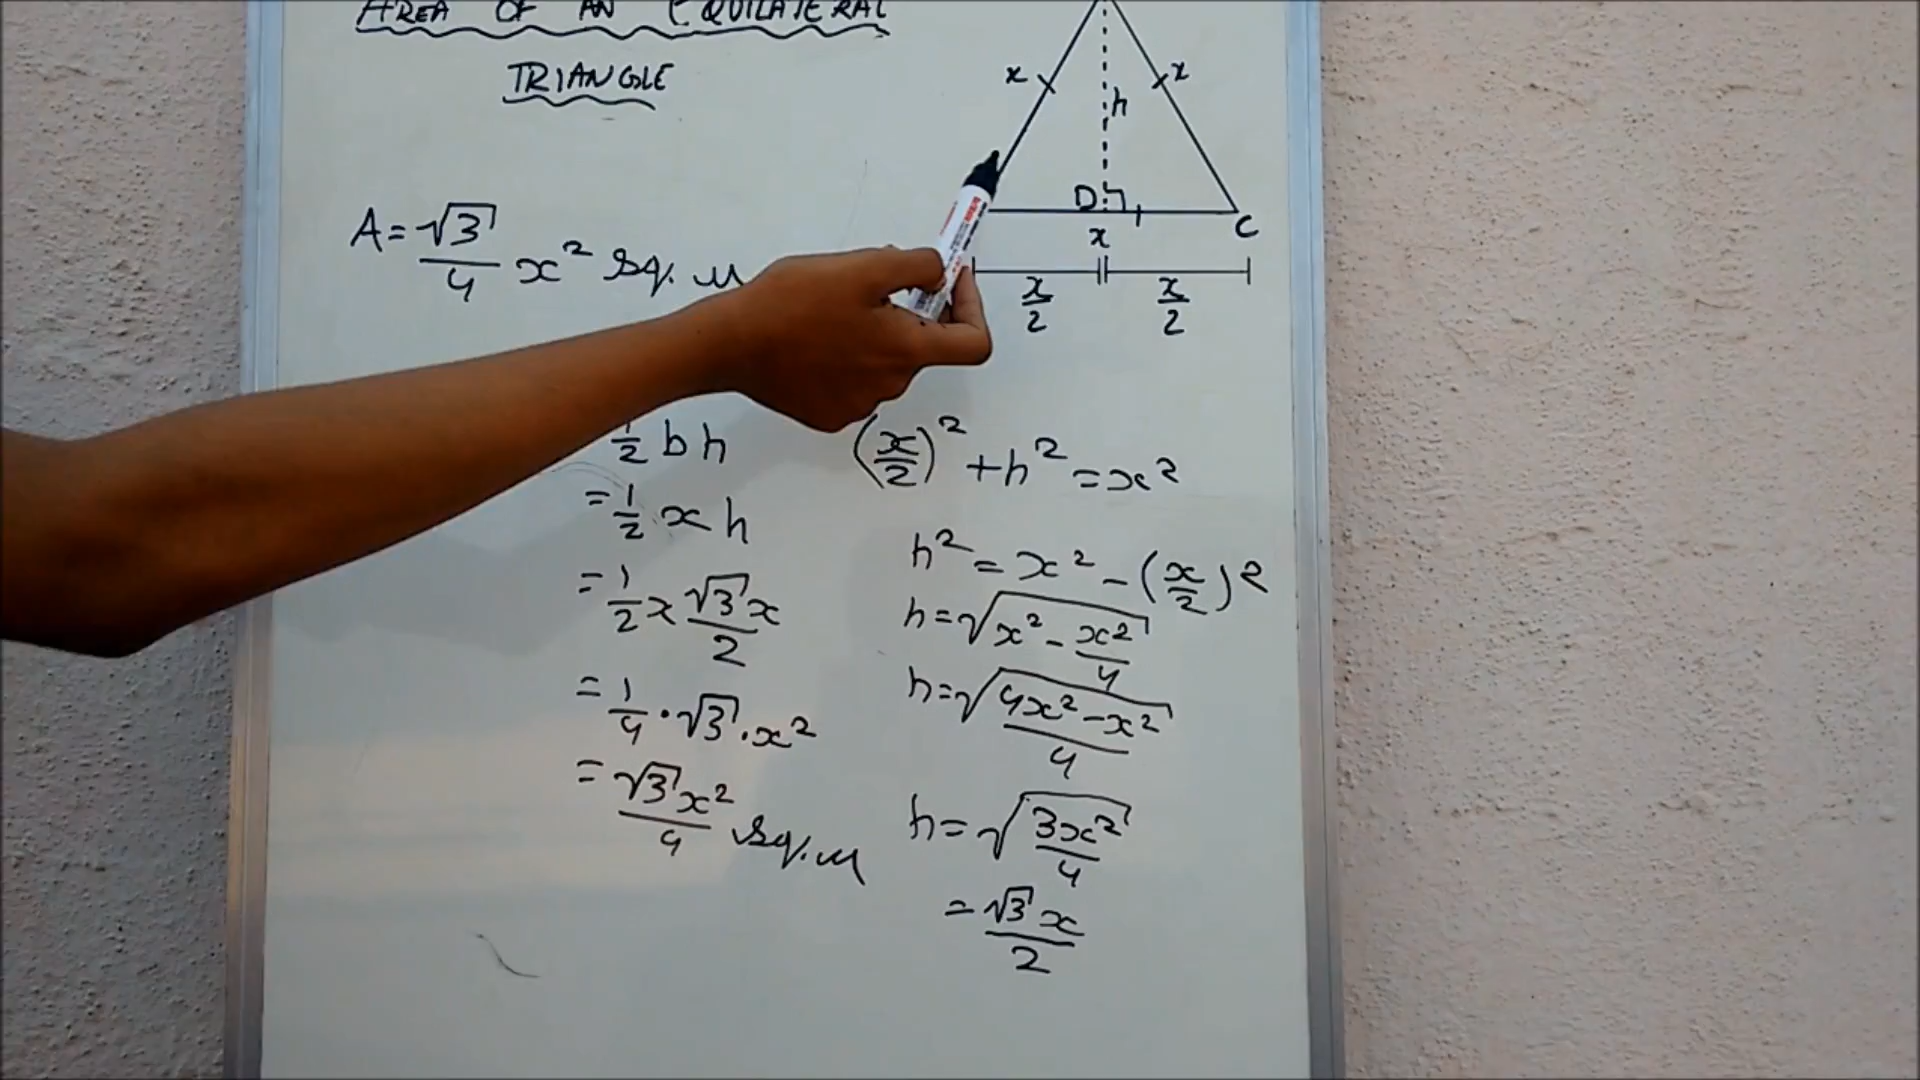 AREA OF AN EQUILATERAL
TRIANGLE
x x
h
D
C
x
x/2 x/2
A = √3/4 x² sq. u
1/2 b h
= 1/2 x h
= 1/2 x √3 x/2
= 1/4 · √3 · x²
= √3 x²/4 sq. u
(x/2)² + h² = x²
h² = x² - (x/2)²
h = √(x² - x²/4)
h = √((4x² - x²)/4)
h = √(3x²/4)
= √3 x/2